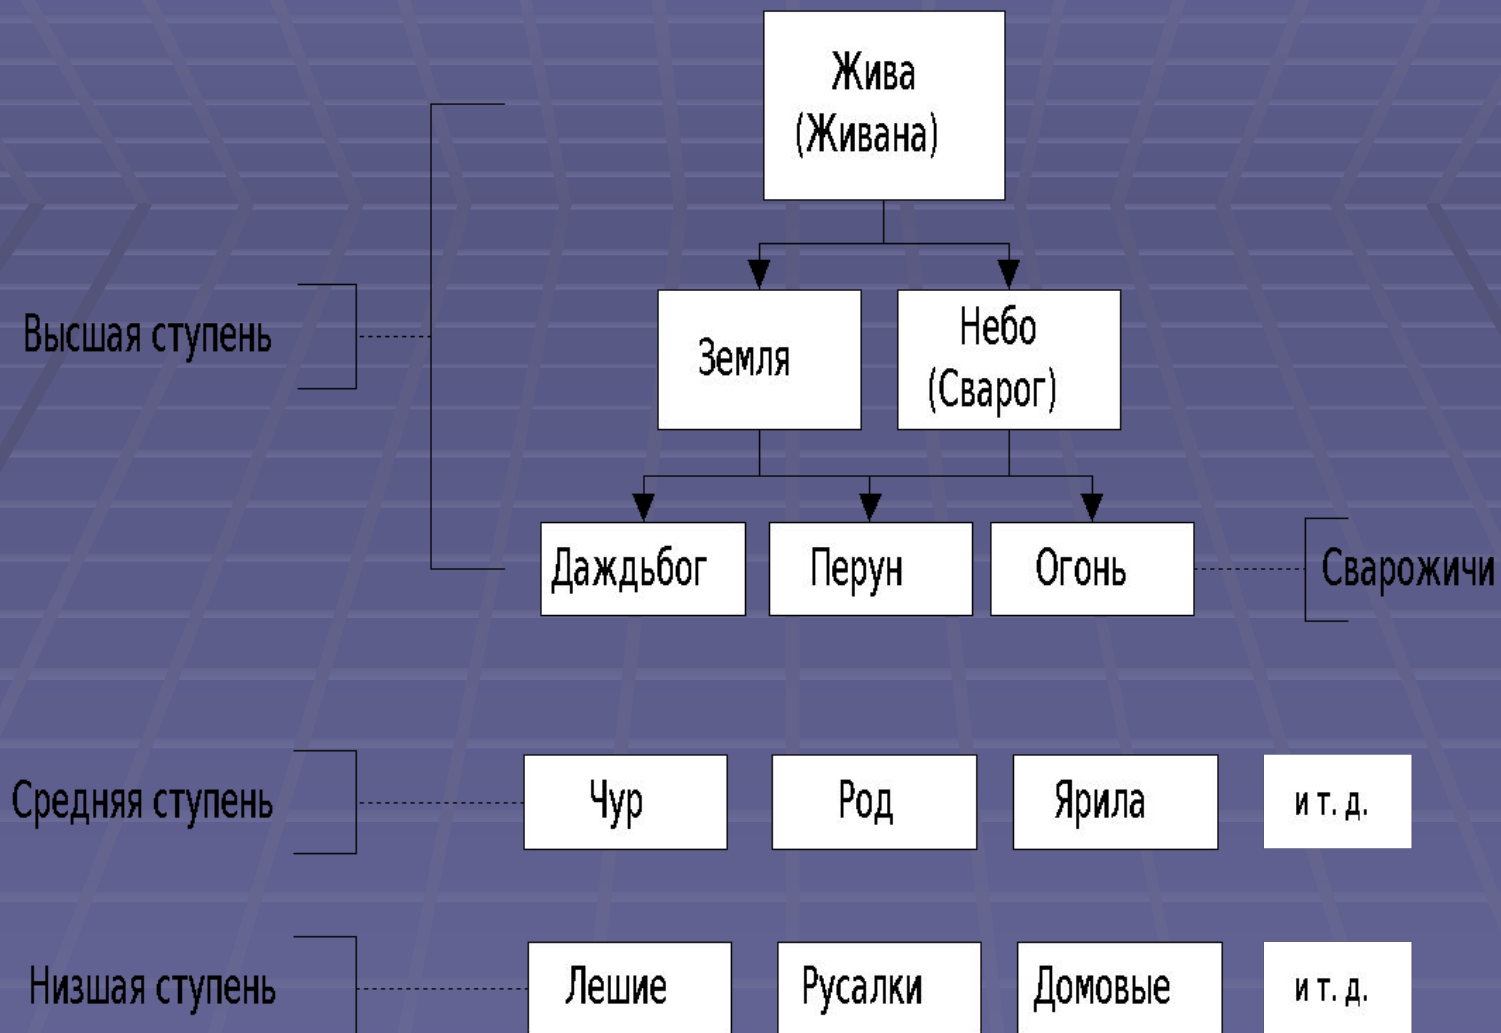 Жива
(Живана)
Высшая ступень
Земля
Небо
(Сварог)
Даждьбог
Перун
Огонь
Сварожичи
Средняя ступень
Чур
Род
Ярила
и т. д.
Низшая ступень
Лешие
Русалки
Домовые
и т. д.